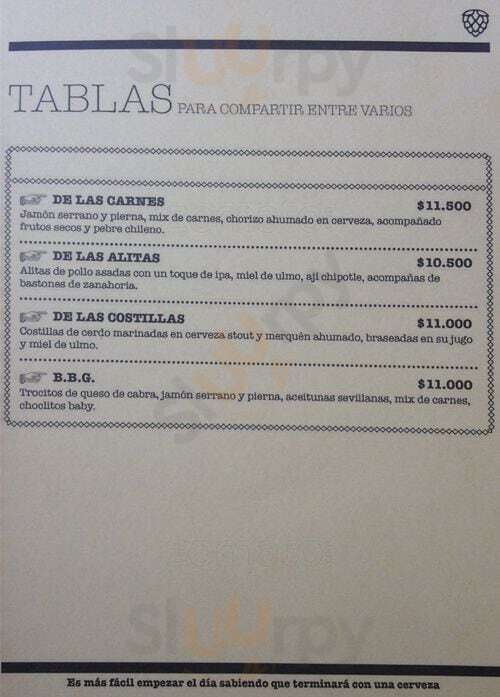 TABLAS PARA COMPARTIR ENTRE VARIOS
DE LAS CARNES $11.500
Jamón serrano y pierna, mix de carnes, chorizo ahumado en cerveza, acompañado
frutos secos y pebre chileno.
DE LAS ALITAS $10.500
Alitas de pollo asadas con un toque de ipa, miel de ulmo, aji chipotle, acompañas de
bastones de zanahoria.
DE LAS COSTILLAS $11.000
Costillas de cerdo marinadas en cerveza stout y merquén ahumado, braseadas en su jugo
y miel de ulmo.
B.B.G. $11.000
Trocitos de queso de cabra, jamón serrano y pierna, aceitunas sevillanas, mix de carnes,
choclitos baby.
Sluurpy
Sluurpy
Sluurpy
Es más fácil empezar el día sabiendo que terminará con una cerveza